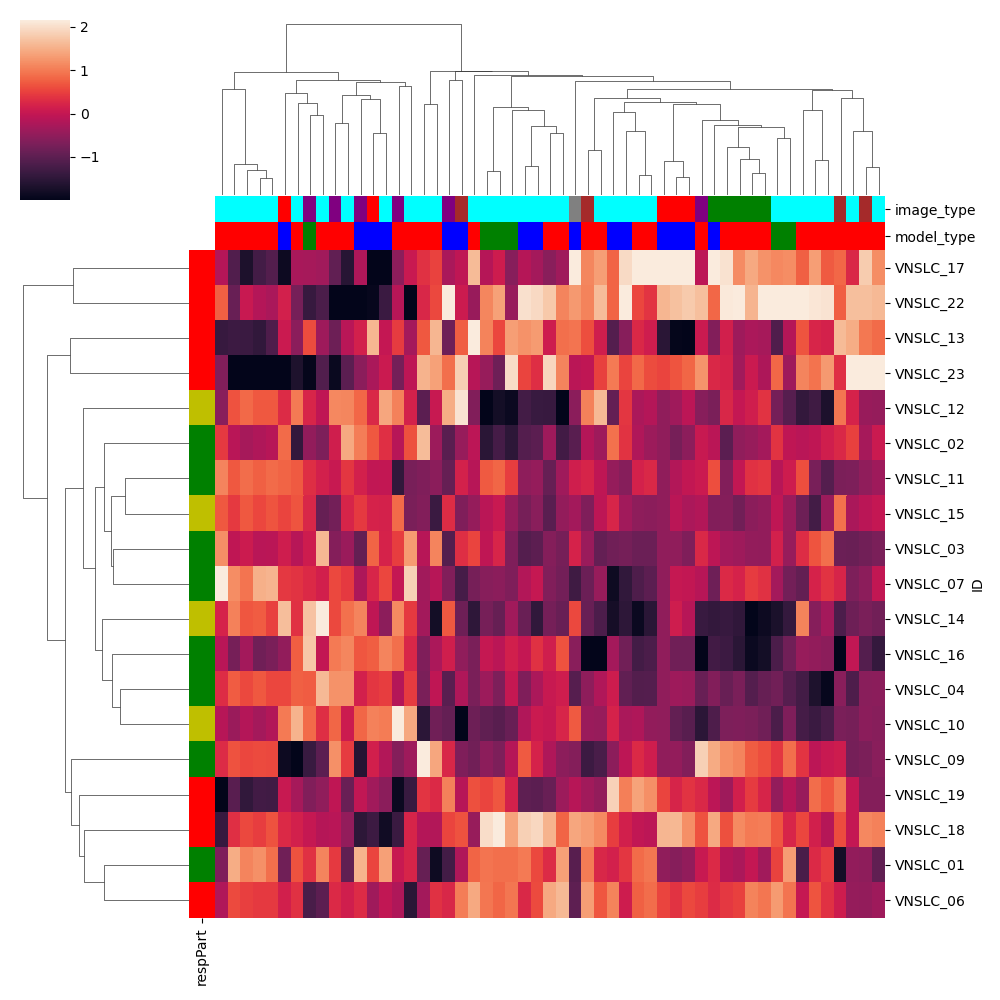 2
1
0
−1
image_type
model_type
VNSLC_17
VNSLC_22
VNSLC_13
VNSLC_23
VNSLC_12
VNSLC_02
VNSLC_11
VNSLC_15
VNSLC_03
VNSLC_07
VNSLC_14
VNSLC_16
VNSLC_04
VNSLC_10
VNSLC_09
VNSLC_19
VNSLC_18
VNSLC_01
VNSLC_06
ID
respPart